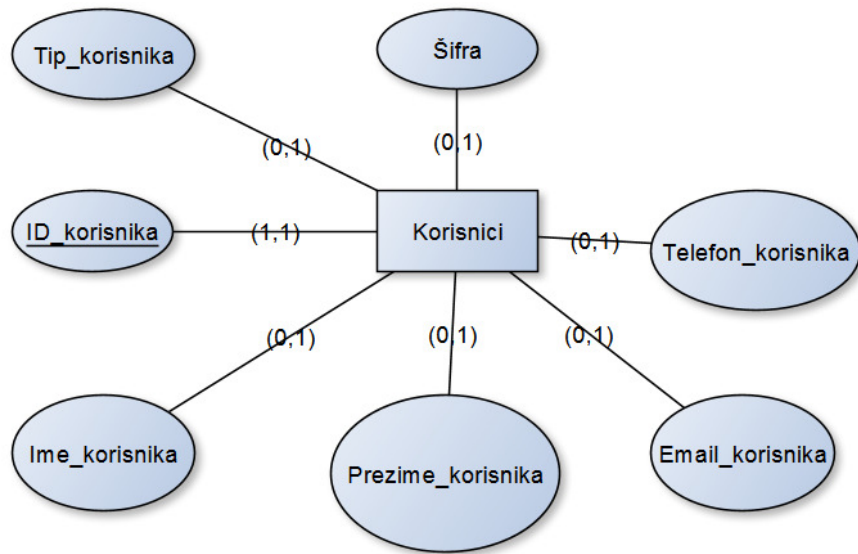 Tip_korisnika
Šifra
(0,1)
(0,1)
ID_korisnika
(1,1)
Korisnici
(0,1)
Telefon_korisnika
(0,1)
(0,1)
(0,1)
Ime_korisnika
Prezime_korisnika
Email_korisnika